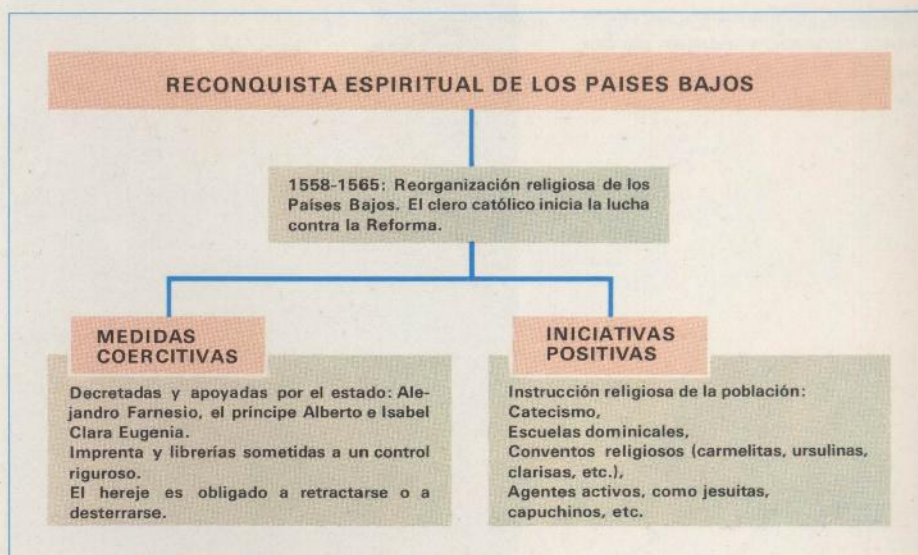 RECONQUISTA ESPIRITUAL DE LOS PAISES BAJOS
1558-1565: Reorganización religiosa de los
Países Bajos. El clero católico inicia la lucha
contra la Reforma.
MEDIDAS
COERCITIVAS
Decretadas y apoyadas por el estado: Ale-
jandro Farnesio, el príncipe Alberto e Isabel
Clara Eugenia.
Imprenta y librerías sometidas a un control
riguroso.
El hereje es obligado a retractarse o a
desterrarse.
INICIATIVAS
POSITIVAS
Instrucción religiosa de la población:
Catecismo,
Escuelas dominicales,
Conventos religiosos (carmelitas, ursulinas,
clarisas, etc.),
Agentes activos, como jesuitas,
capuchinos, etc.